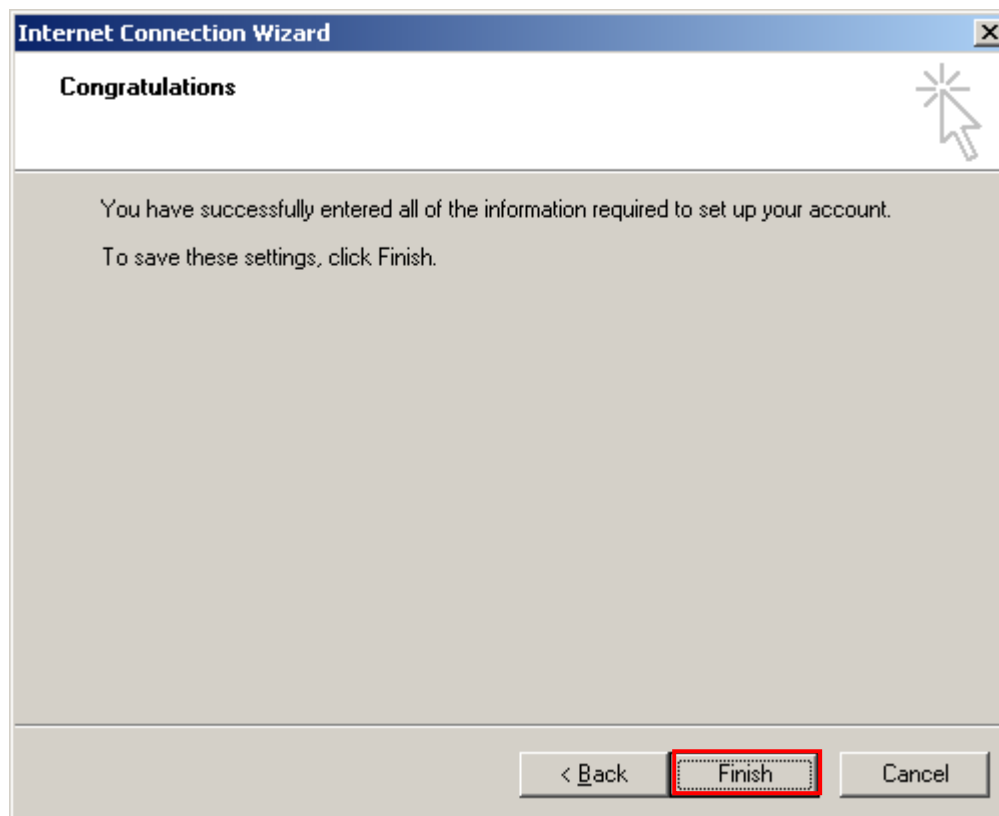 Internet Connection Wizard
Congratulations
You have successfully entered all of the information required to set up your account.
To save these settings, click Finish.
< Back
Finish
Cancel